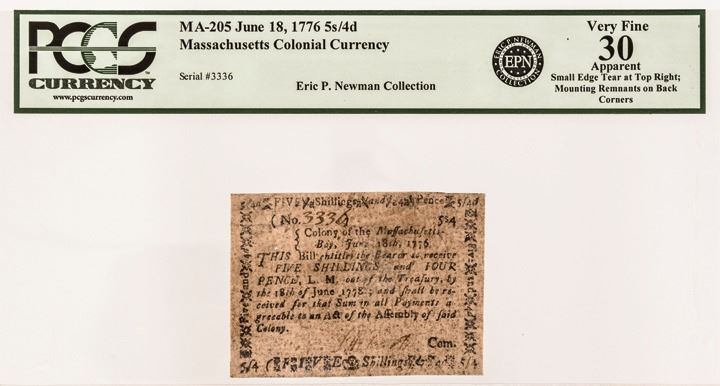 PCGS
CURRENCY
www.pcgscurrency.com
MA-205 June 18, 1776 5s/4d
Massachusetts Colonial Currency
Serial #3336
Eric P. Newman Collection
ERIC P. NEWMAN
EPN
COLLECTION
Very Fine
30
Apparent
Small Edge Tear at Top Right;
Mounting Remnants on Back
Corners
5/4d FIVE Shillings and Pence 5/4d
(No. 3336) 5s4
Colony of the Massachusetts-
Bay, June 18th, 1776.
THIS Bill entitles the Bearer to receive
FIVE SHILLINGS and FOUR
PENCE, L. M. out of the Treasury, by
the 18th of June 1778; and shall be re-
ceived for that Sum in all Payments a-
greeable to an Act of the Assembly of said
Colony.
Com.
5/4 FIVE Shillings 5/4